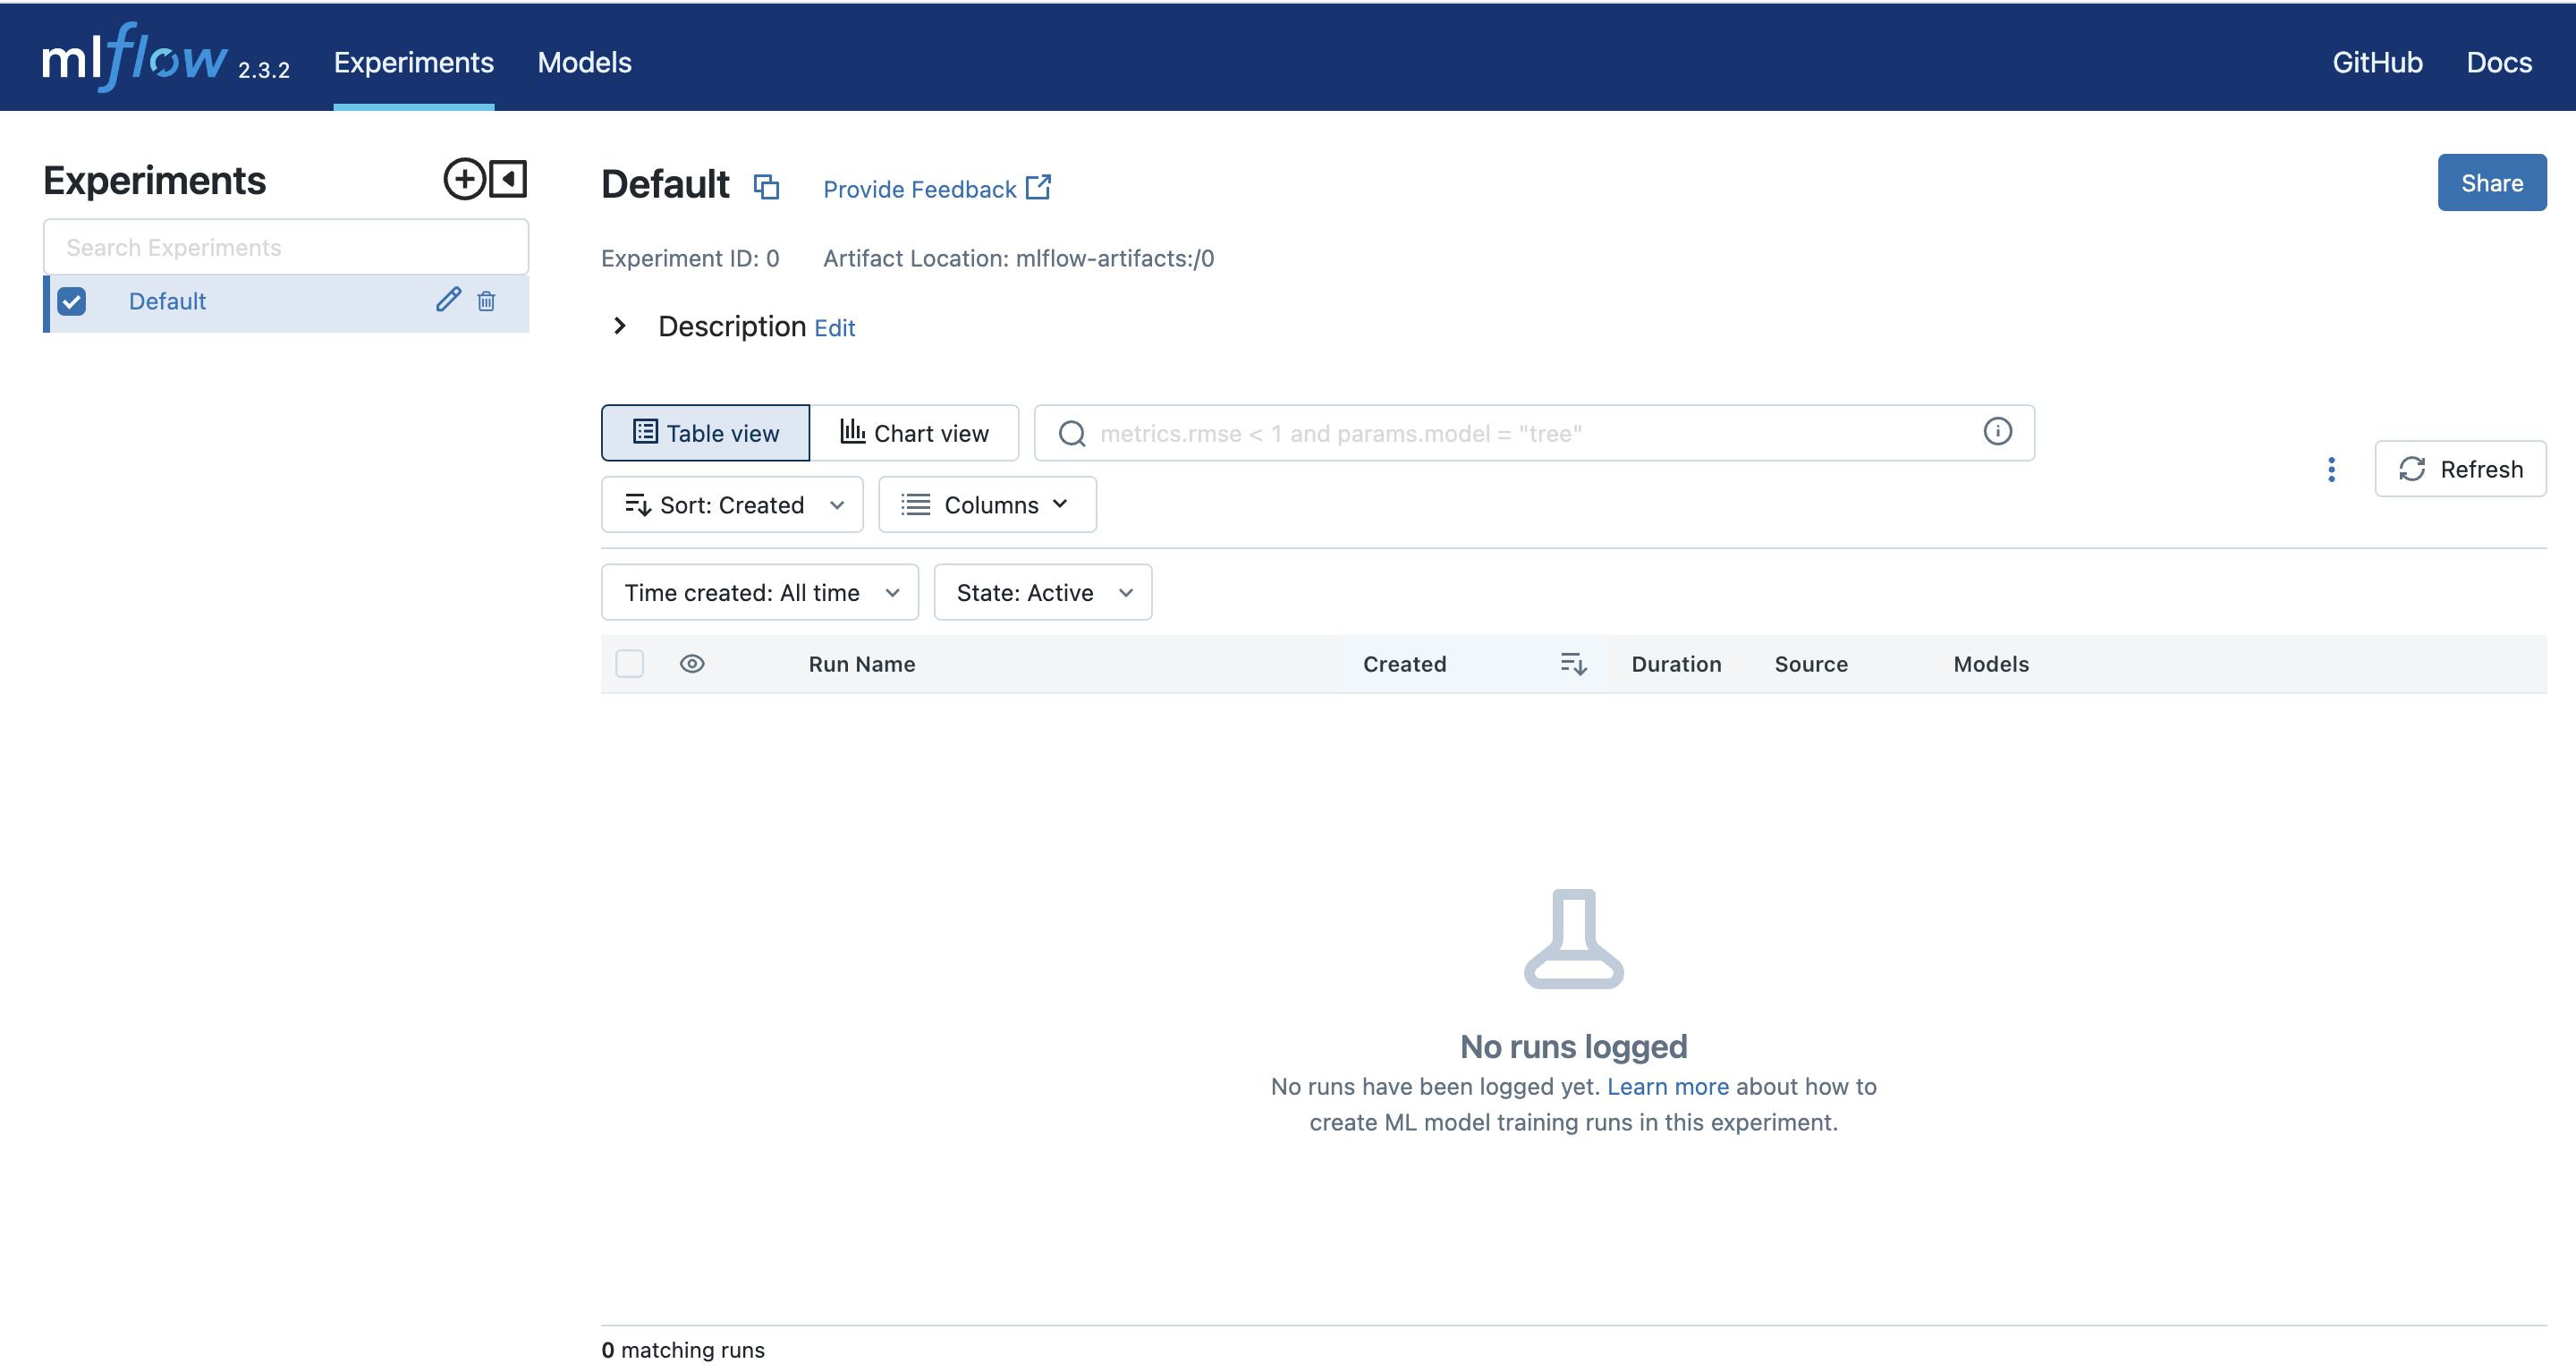 mlflow 2.3.2 Experiments Models GitHub Docs
Experiments
Search Experiments
Default
Default Provide Feedback Share
Experiment ID: 0 Artifact Location: mlflow-artifacts:/0
Description Edit
Table view Chart view metrics.rmse < 1 and params.model = "tree"
Refresh
Sort: Created Columns
Time created: All time State: Active
Run Name Created Duration Source Models
No runs logged
No runs have been logged yet. Learn more about how to
create ML model training runs in this experiment.
0 matching runs